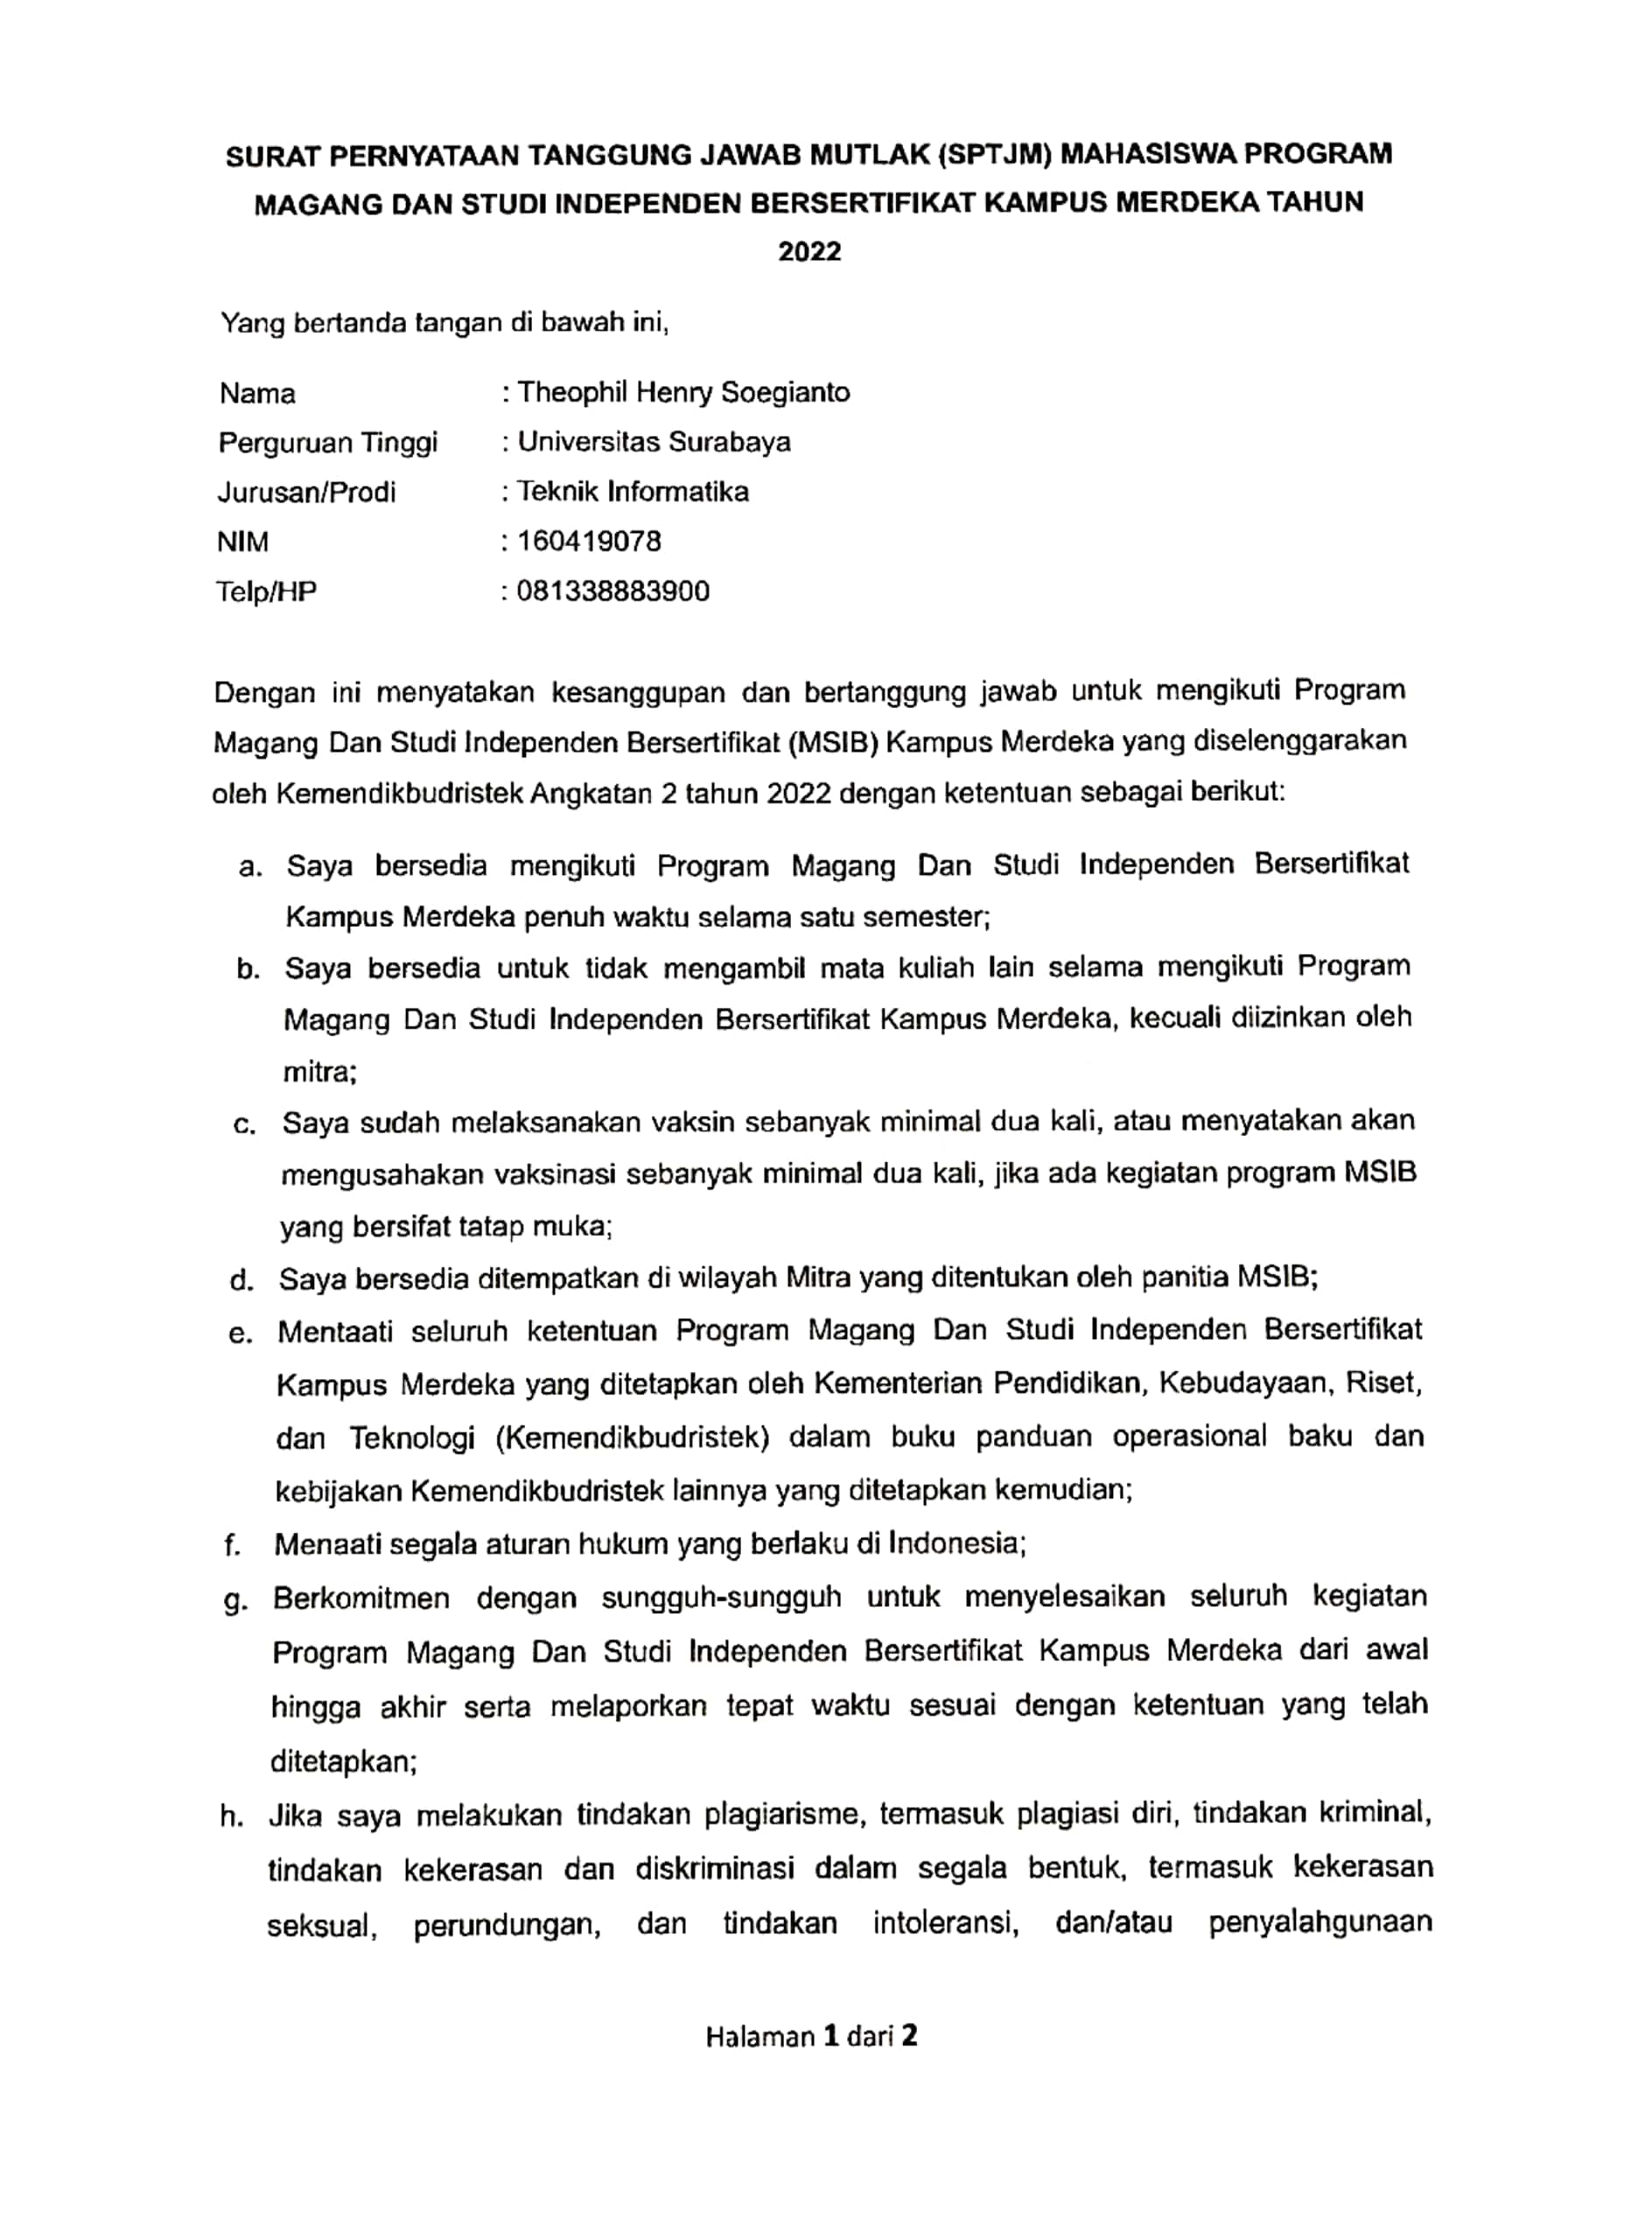 SURAT PERNYATAAN TANGGUNG JAWAB MUTLAK (SPTJM) MAHASISWA PROGRAM
MAGANG DAN STUDI INDEPENDEN BERSERTIFIKAT KAMPUS MERDEKA TAHUN
2022
Yang bertanda tangan di bawah ini,
Nama : Theophil Henry Soegianto
Perguruan Tinggi : Universitas Surabaya
Jurusan/Prodi : Teknik Informatika
NIM : 160419078
Telp/HP : 081338883900
Dengan ini menyatakan kesanggupan dan bertanggung jawab untuk mengikuti Program
Magang Dan Studi Independen Bersertifikat (MSIB) Kampus Merdeka yang diselenggarakan
oleh Kemendikbudristek Angkatan 2 tahun 2022 dengan ketentuan sebagai berikut:
a. Saya bersedia mengikuti Program Magang Dan Studi Independen Bersertifikat
Kampus Merdeka penuh waktu selama satu semester;
b. Saya bersedia untuk tidak mengambil mata kuliah lain selama mengikuti Program
Magang Dan Studi Independen Bersertifikat Kampus Merdeka, kecuali diizinkan oleh
mitra;
c. Saya sudah melaksanakan vaksin sebanyak minimal dua kali, atau menyatakan akan
mengusahakan vaksinasi sebanyak minimal dua kali, jika ada kegiatan program MSIB
yang bersifat tatap muka;
d. Saya bersedia ditempatkan di wilayah Mitra yang ditentukan oleh panitia MSIB;
e. Mentaati seluruh ketentuan Program Magang Dan Studi Independen Bersertifikat
Kampus Merdeka yang ditetapkan oleh Kementerian Pendidikan, Kebudayaan, Riset,
dan Teknologi (Kemendikbudristek) dalam buku panduan operasional baku dan
kebijakan Kemendikbudristek lainnya yang ditetapkan kemudian;
f. Menaati segala aturan hukum yang berlaku di Indonesia;
g. Berkomitmen dengan sungguh-sungguh untuk menyelesaikan seluruh kegiatan
Program Magang Dan Studi Independen Bersertifikat Kampus Merdeka dari awal
hingga akhir serta melaporkan tepat waktu sesuai dengan ketentuan yang telah
ditetapkan;
h. Jika saya melakukan tindakan plagiarisme, termasuk plagiasi diri, tindakan kriminal,
tindakan kekerasan dan diskriminasi dalam segala bentuk, termasuk kekerasan
seksual, perundungan, dan tindakan intoleransi, dan/atau penyalahgunaan
Halaman 1 dari 2